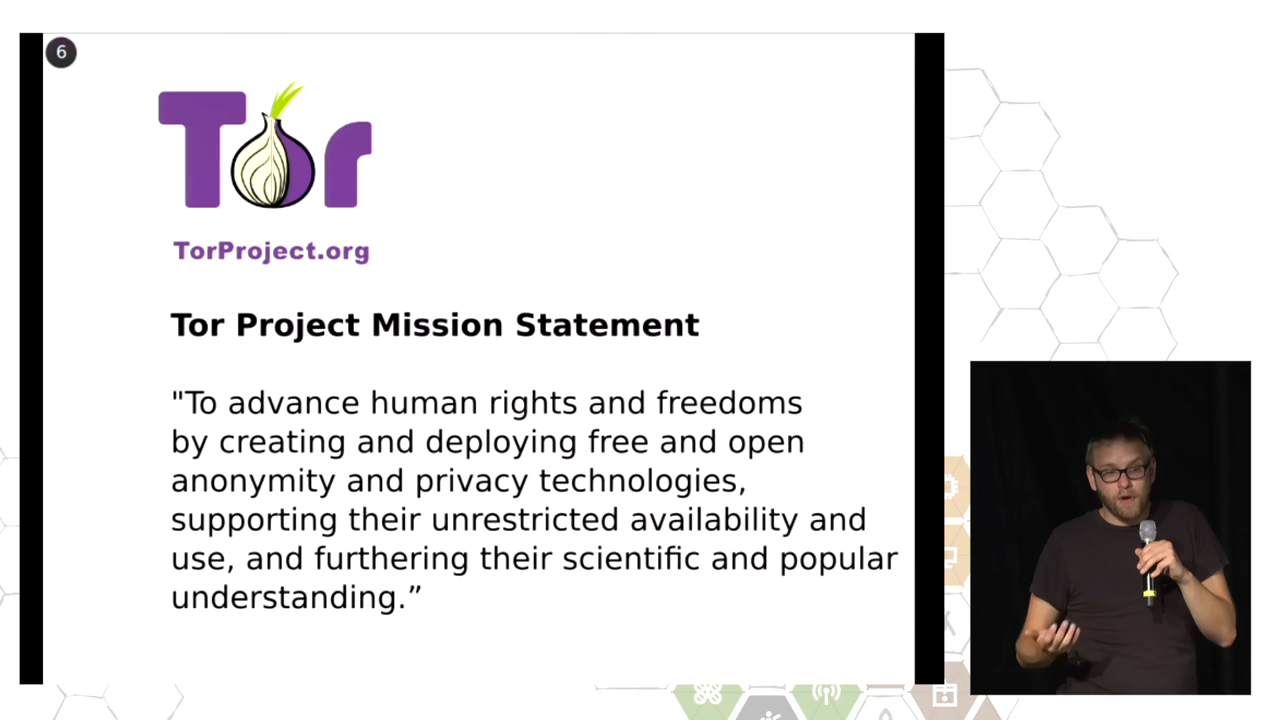 6
Tor
TorProject.org
Tor Project Mission Statement
"To advance human rights and freedoms
by creating and deploying free and open
anonymity and privacy technologies,
supporting their unrestricted availability and
use, and furthering their scientific and popular
understanding.”